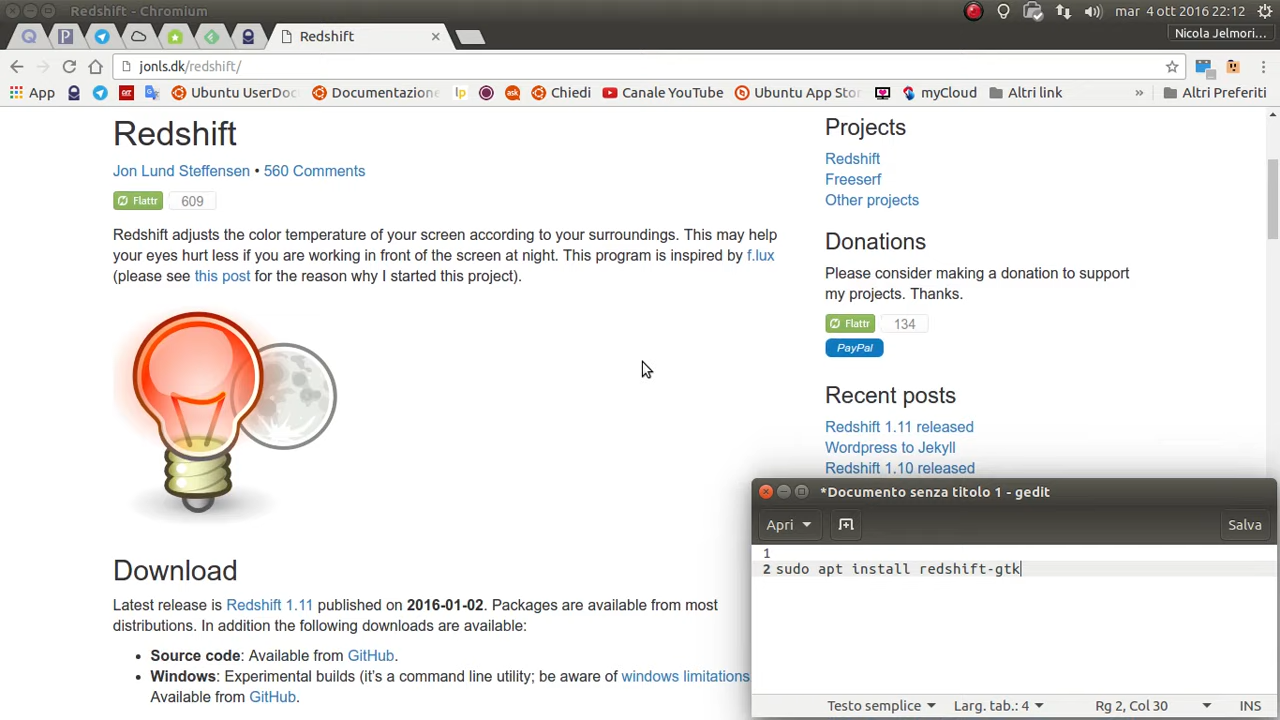 Redshift - Chromium
mar 4 ott 2016 22:12
Redshift
Nicola Jelmori...
jonls.dk/redshift/
App
Ubuntu UserDoc
Documentazione
lp
ask
Chiedi
Canale YouTube
Ubuntu App Stor
myCloud
Altri link
»
Altri Preferiti
Redshift
Jon Lund Steffensen • 560 Comments
Flattr 609
Redshift adjusts the color temperature of your screen according to your surroundings. This may help
your eyes hurt less if you are working in front of the screen at night. This program is inspired by f.lux
(please see this post for the reason why I started this project).
Download
Latest release is Redshift 1.11 published on 2016-01-02. Packages are available from most
distributions. In addition the following downloads are available:
• Source code: Available from GitHub.
• Windows: Experimental builds (it's a command line utility; be aware of windows limitations
Available from GitHub.
Projects
Redshift
Freeserf
Other projects
Donations
Please consider making a donation to support
my projects. Thanks.
Flattr 134
PayPal
Recent posts
Redshift 1.11 released
Wordpress to Jekyll
Redshift 1.10 released
*Documento senza titolo 1 - gedit
Apri
Salva
1
2 sudo apt install redshift-gtk
Testo semplice
Larg. tab.: 4
Rg 2, Col 30
INS